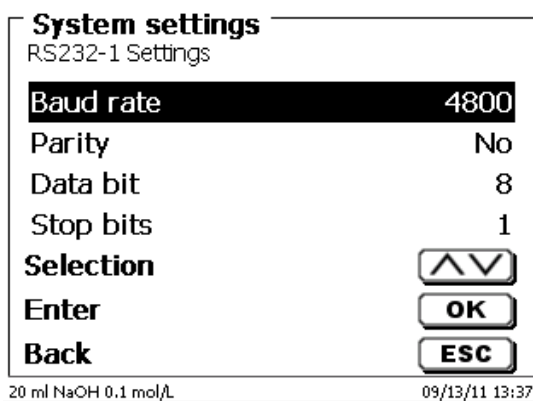 System settings
RS232-1 Settings
Baud rate 4800
Parity No
Data bit 8
Stop bits 1
Selection
Enter OK
Back ESC
20 ml NaOH 0.1 mol/L 09/13/11 13:37